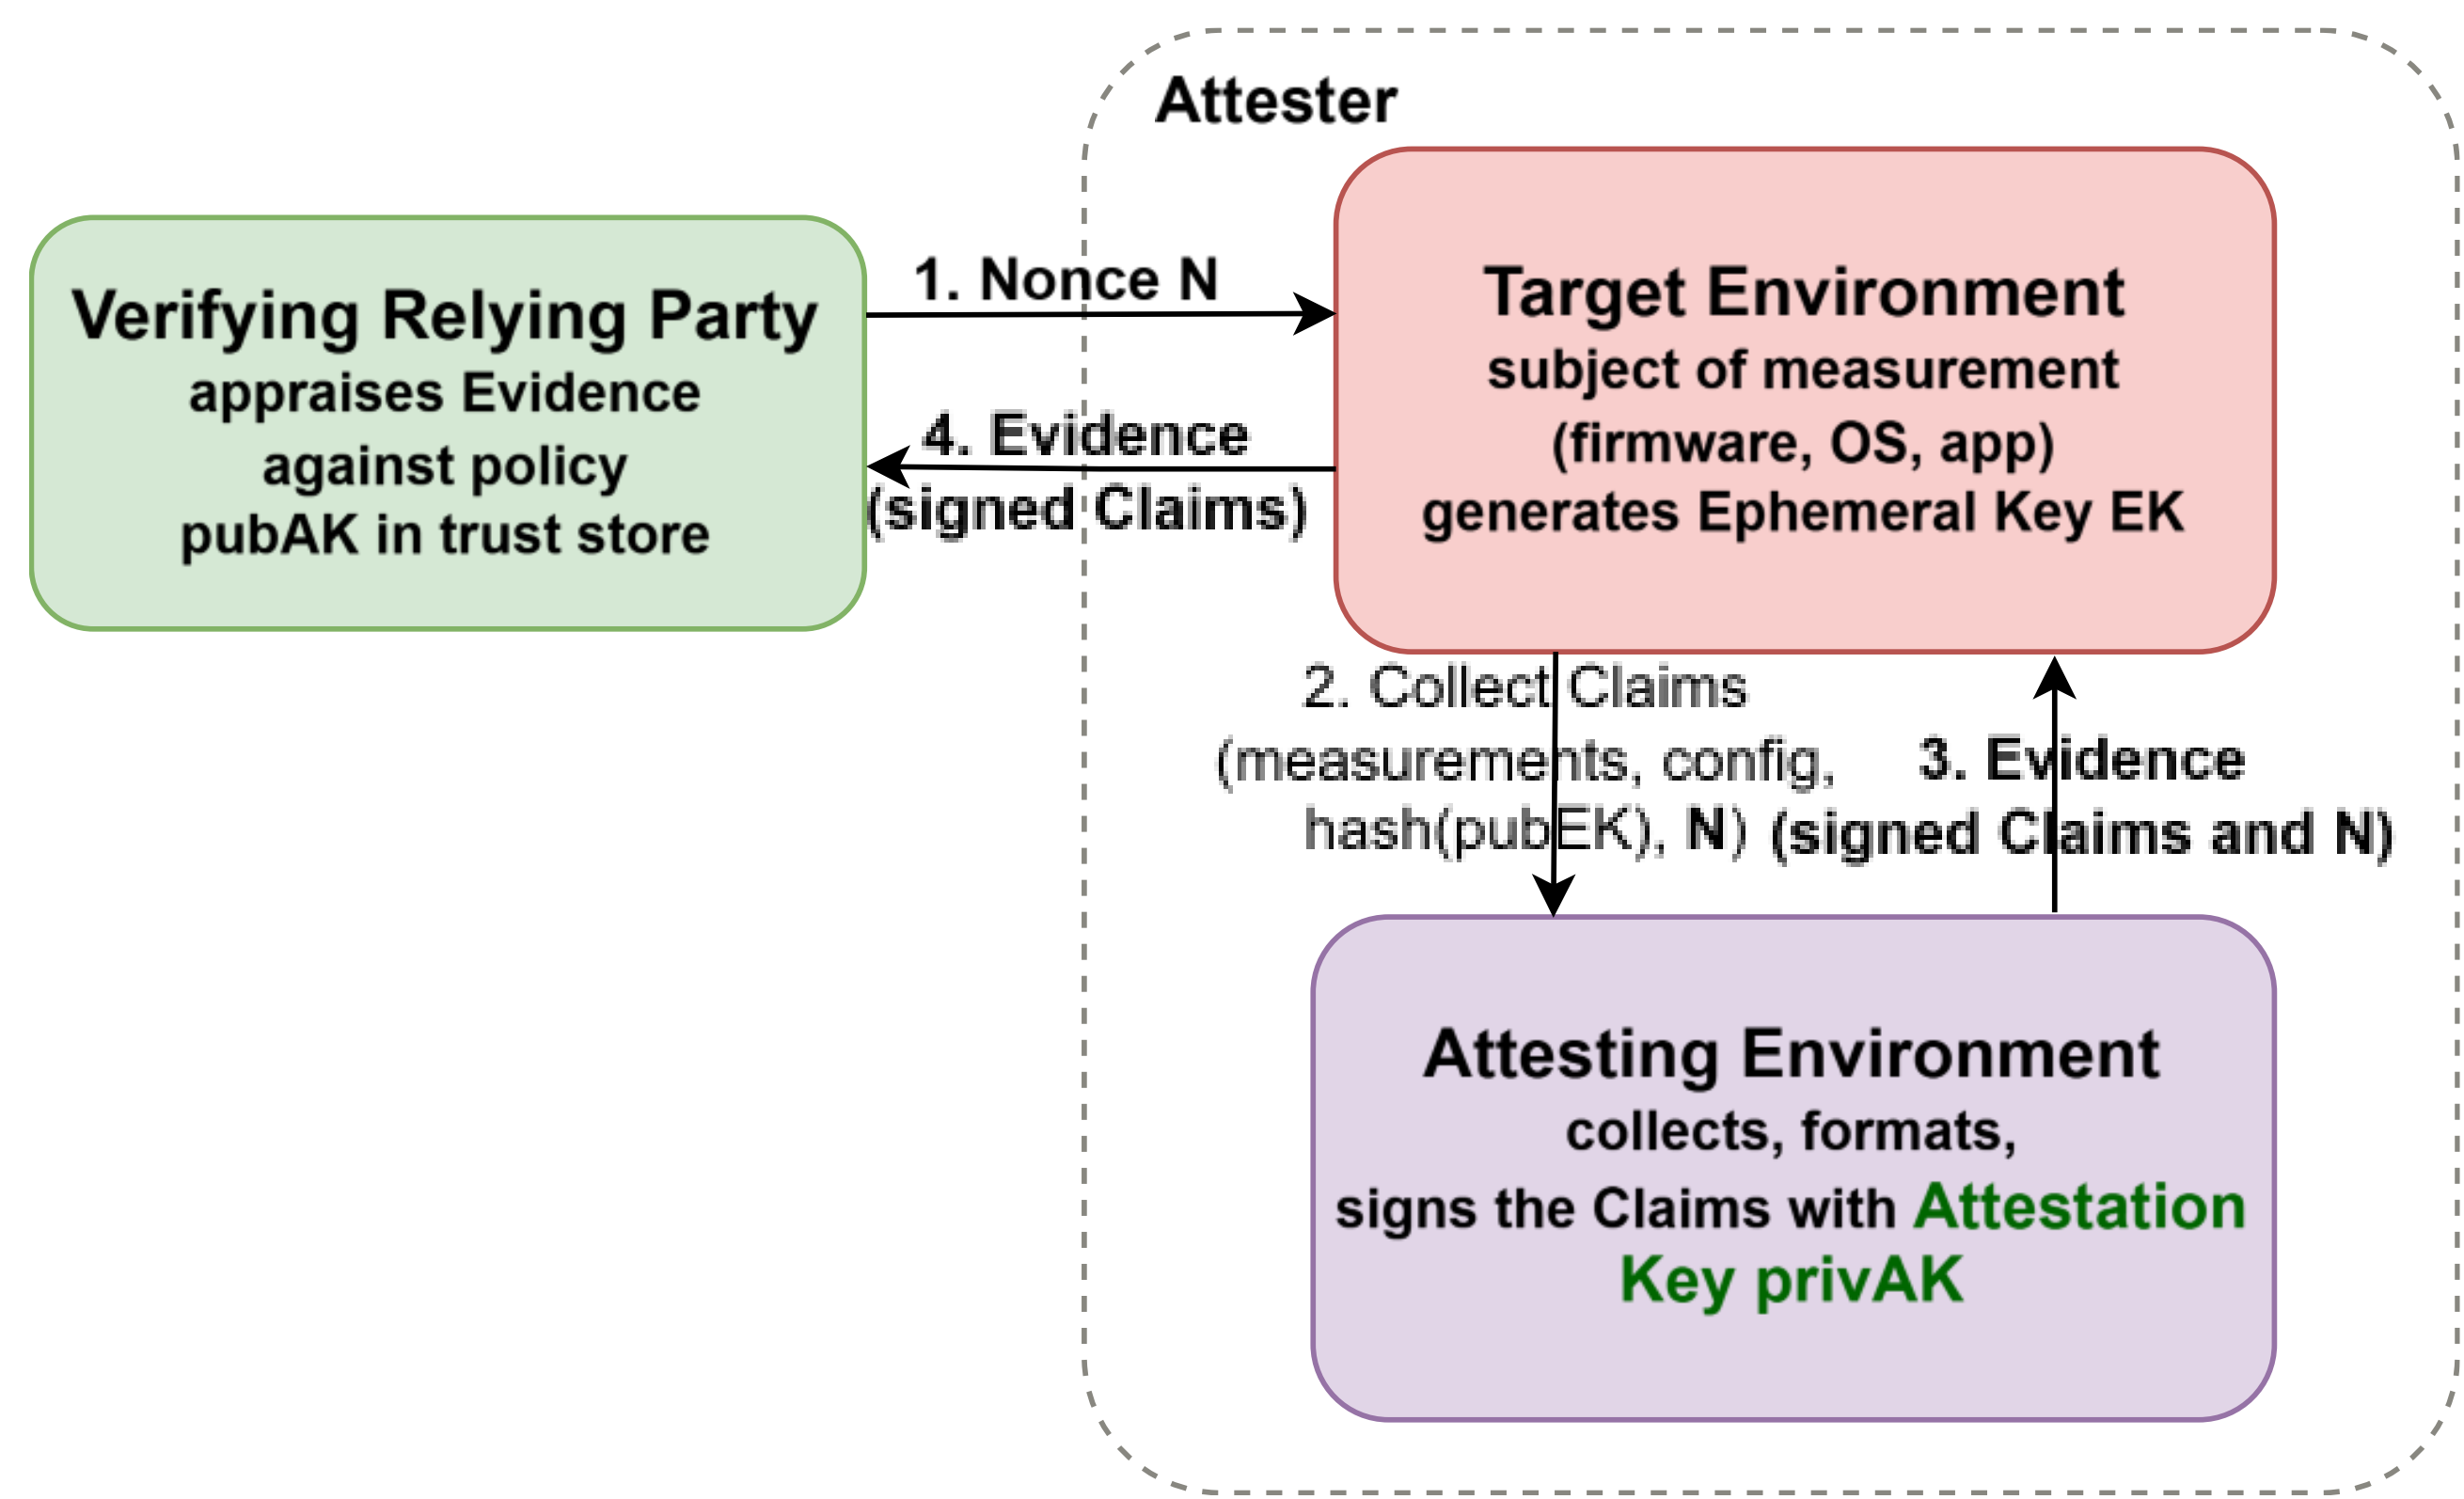 Attester
Verifying Relying Party
appraises Evidence
against policy
pubAK in trust store
1. Nonce N
4. Evidence
(signed Claims)
Target Environment
subject of measurement
(firmware, OS, app)
generates Ephemeral Key EK
2. Collect Claims
(measurements, config,
hash(pubEK), N)
3. Evidence
(signed Claims and N)
Attesting Environment
collects, formats,
signs the Claims with Attestation
Key privAK